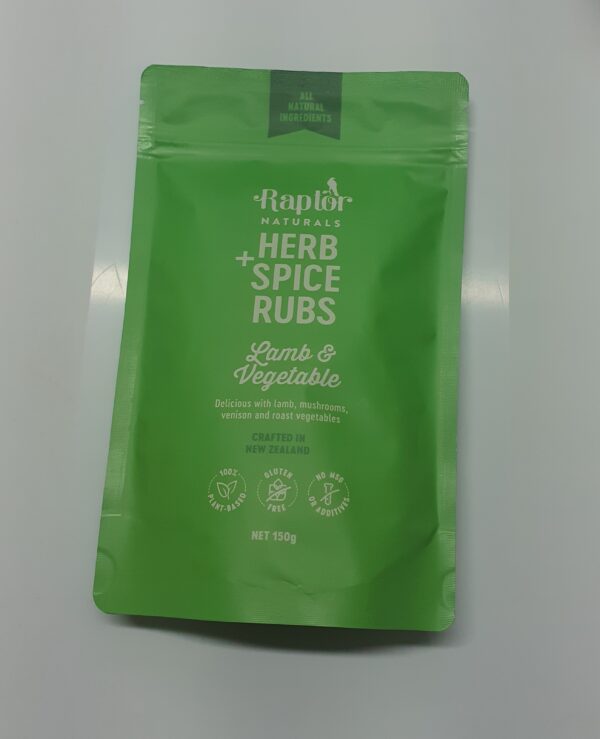 ALL
NATURAL
INGREDIENTS
Raptor
NATURALS
HERB
+SPICE
RUBS
Lamb &
Vegetable
Delicious with lamb, mushrooms,
venison and roast vegetables
CRAFTED IN
NEW ZEALAND
100%
PLANT-BASED
GLUTEN
FREE
NO MSG
OR ADDITIVES
NET 150g